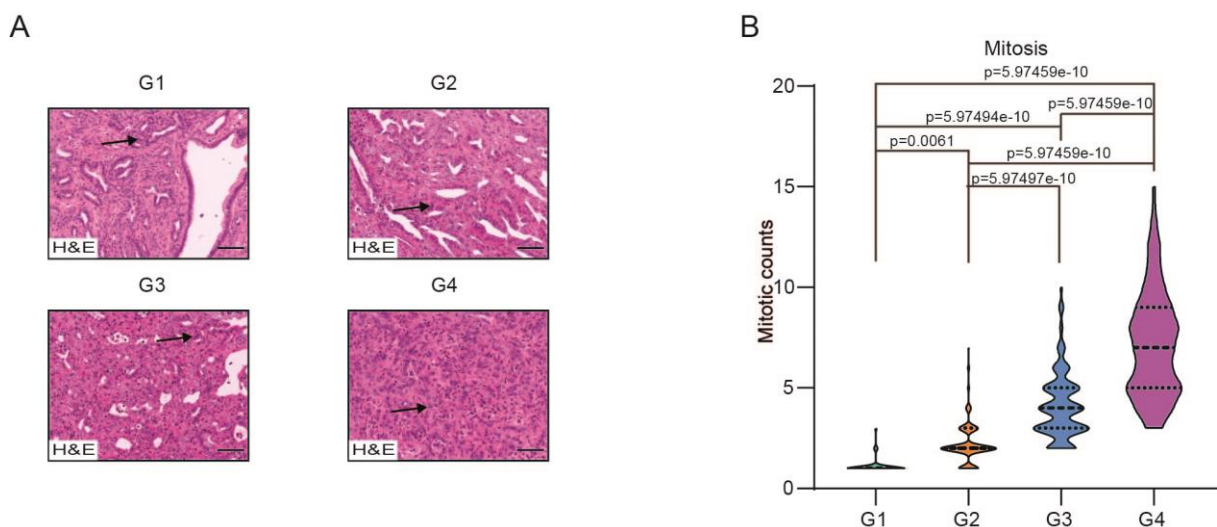 A
G1
G2
H&E
H&E
G3
G4
H&E
H&E
B
Mitosis
p=5.97459e-10
p=5.97459e-10
p=5.97494e-10
p=0.0061
p=5.97459e-10
p=5.97497e-10
Mitotic counts
20
15
10
5
0
G1
G2
G3
G4